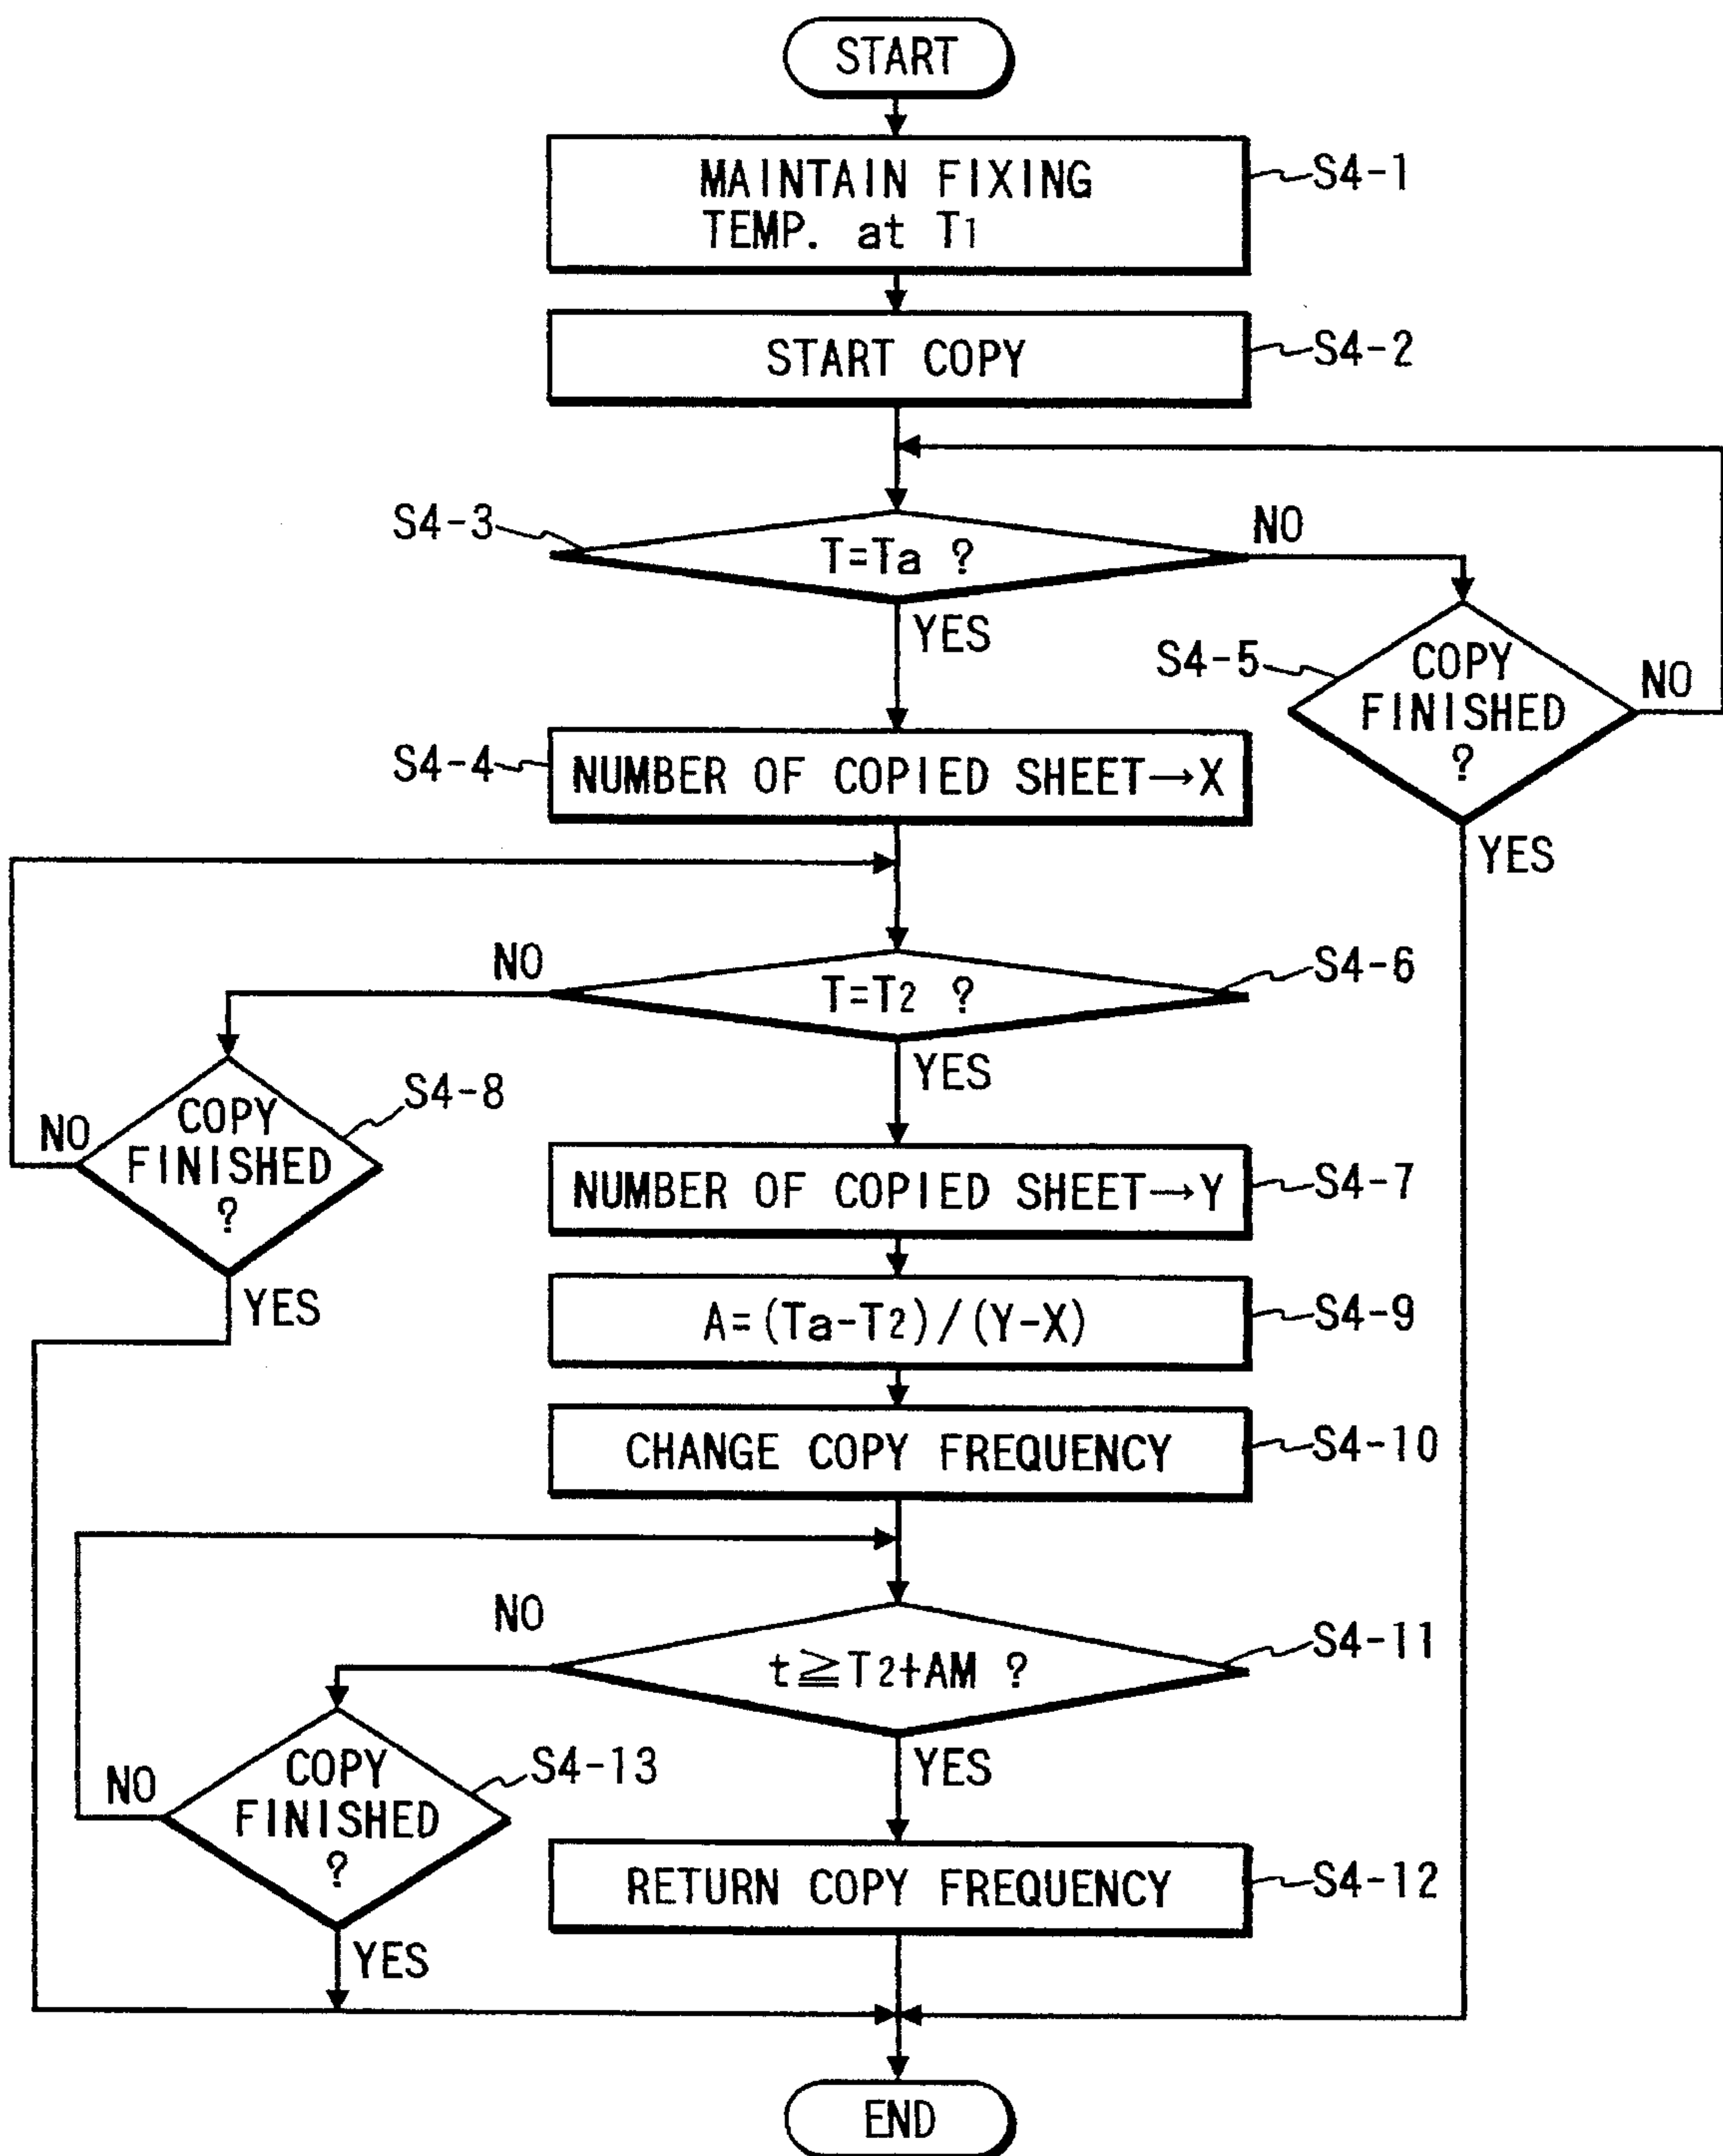 START
MAINTAIN FIXING
TEMP. at T1
S4-1
START COPY
S4-2
S4-3
T=Ta ?
NO
YES
S4-5
COPY
FINISHED
?
NO
YES
S4-4
NUMBER OF COPIED SHEET→X
NO
T=T2 ?
S4-6
YES
S4-8
COPY
FINISHED
?
NO
YES
NUMBER OF COPIED SHEET→Y
S4-7
A=(Ta-T2)/(Y-X)
S4-9
CHANGE COPY FREQUENCY
S4-10
NO
t≧T2+AM ?
S4-11
YES
COPY
FINISHED
?
S4-13
NO
YES
RETURN COPY FREQUENCY
S4-12
END